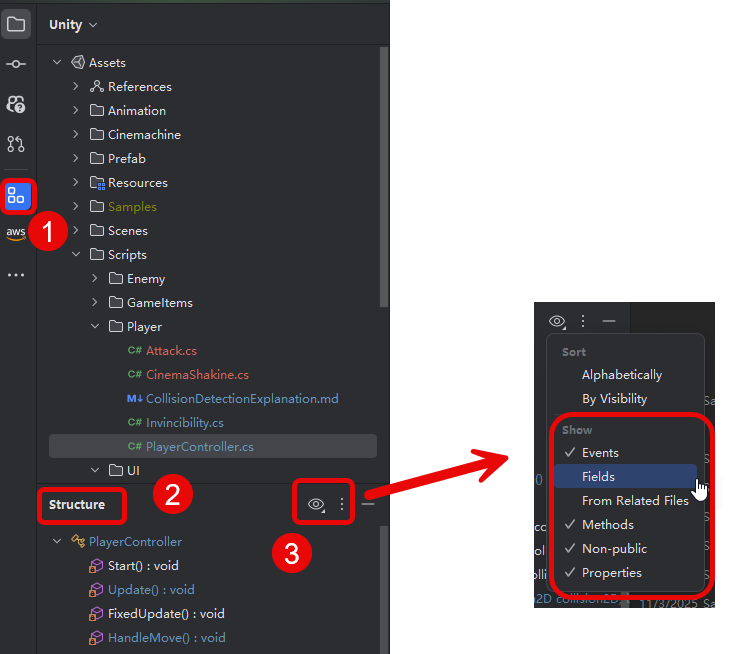 Unity
Assets
References
Animation
Cinemachine
Prefab
Resources
Samples
aws
1
Scenes
Scripts
Enemy
GameItems
Player
C# Attack.cs
C# CinemaShakine.cs
M↓ CollisionDetectionExplanation.md
C# Invincibility.cs
C# PlayerController.cs
UI
Structure
2
3
PlayerController
Start() : void
Update() : void
FixedUpdate() : void
HandleMove() : void
Sort
Alphabetically
By Visibility
Show
Events
Fields
From Related Files
Methods
Non-public
Properties
11/3/2025 Sa